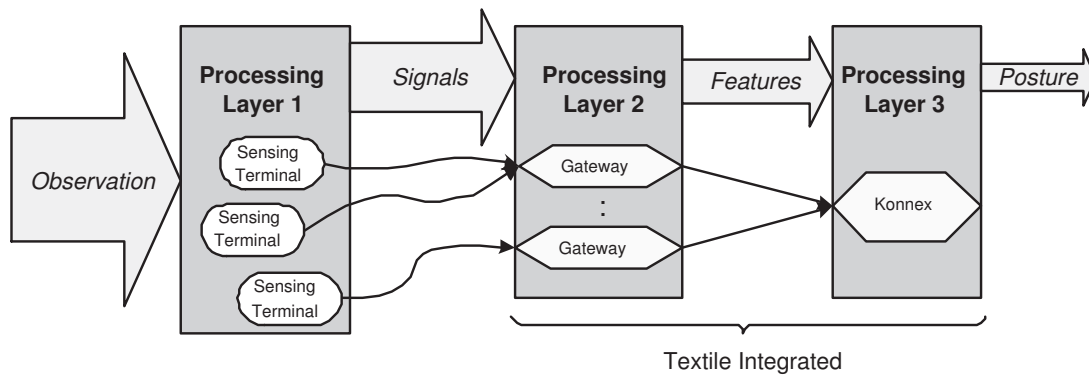 Observation
Processing
Layer 1
Sensing
Terminal
Sensing
Terminal
Sensing
Terminal
Signals
Processing
Layer 2
Gateway
:
Gateway
Features
Processing
Layer 3
Konnex
Posture
Textile Integrated